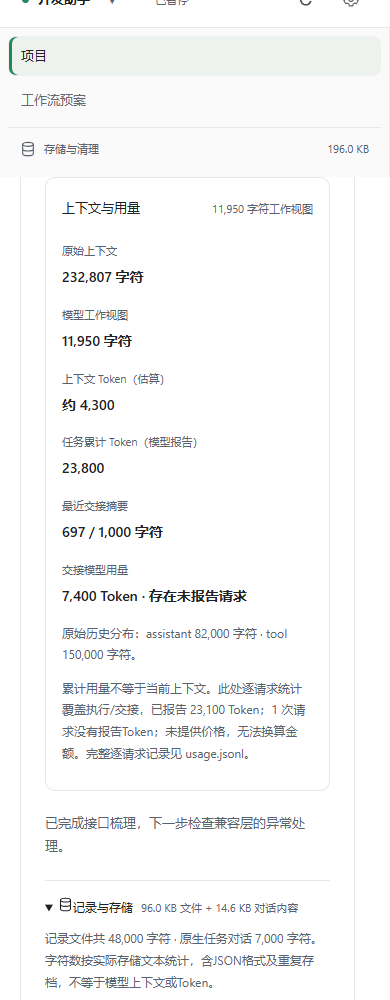 开发助手 ▼ 已暂停
项目
工作流预案
存储与清理 196.0 KB
上下文与用量 11,950 字符工作视图
原始上下文
232,807 字符
模型工作视图
11,950 字符
上下文 Token（估算）
约 4,300
任务累计 Token（模型报告）
23,800
最近交接摘要
697 / 1,000 字符
交接模型用量
7,400 Token · 存在未报告请求
原始历史分布：assistant 82,000 字符 · tool
150,000 字符。
累计用量不等于当前上下文。此处逐请求统计
覆盖执行/交接，已报告 23,100 Token；1 次请
求没有报告Token；未提供价格，无法换算金
额。完整逐请求记录见 usage.jsonl。
已完成接口梳理，下一步检查兼容层的异常处
理。
▼ 记录与存储 96.0 KB 文件 + 14.6 KB 对话内容
记录文件共 48,000 字符 · 原生任务对话 7,000 字符。
字符数按实际存储文本统计，含JSON格式及重复存
档，不等于模型上下文或Token。